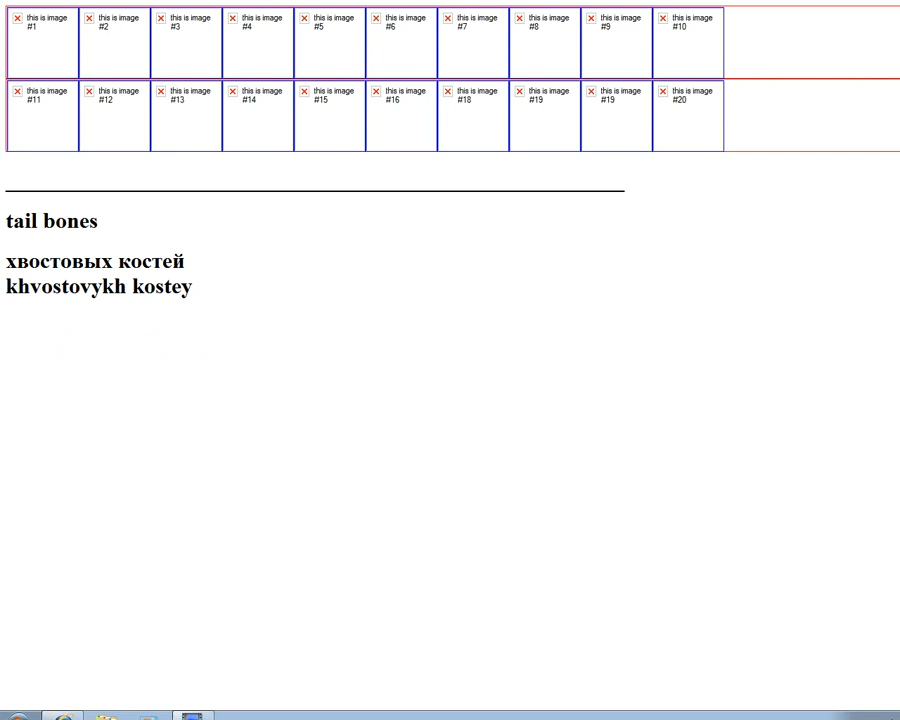 this is image this is image this is image this is image this is image this is image this is image this is image this is image this is image
#1 #2 #3 #4 #5 #6 #7 #8 #9 #10
this is image this is image this is image this is image this is image this is image this is image this is image this is image this is image
#11 #12 #13 #14 #15 #16 #18 #19 #19 #20
tail bones
хвостовых костей
khvostovykh kostey